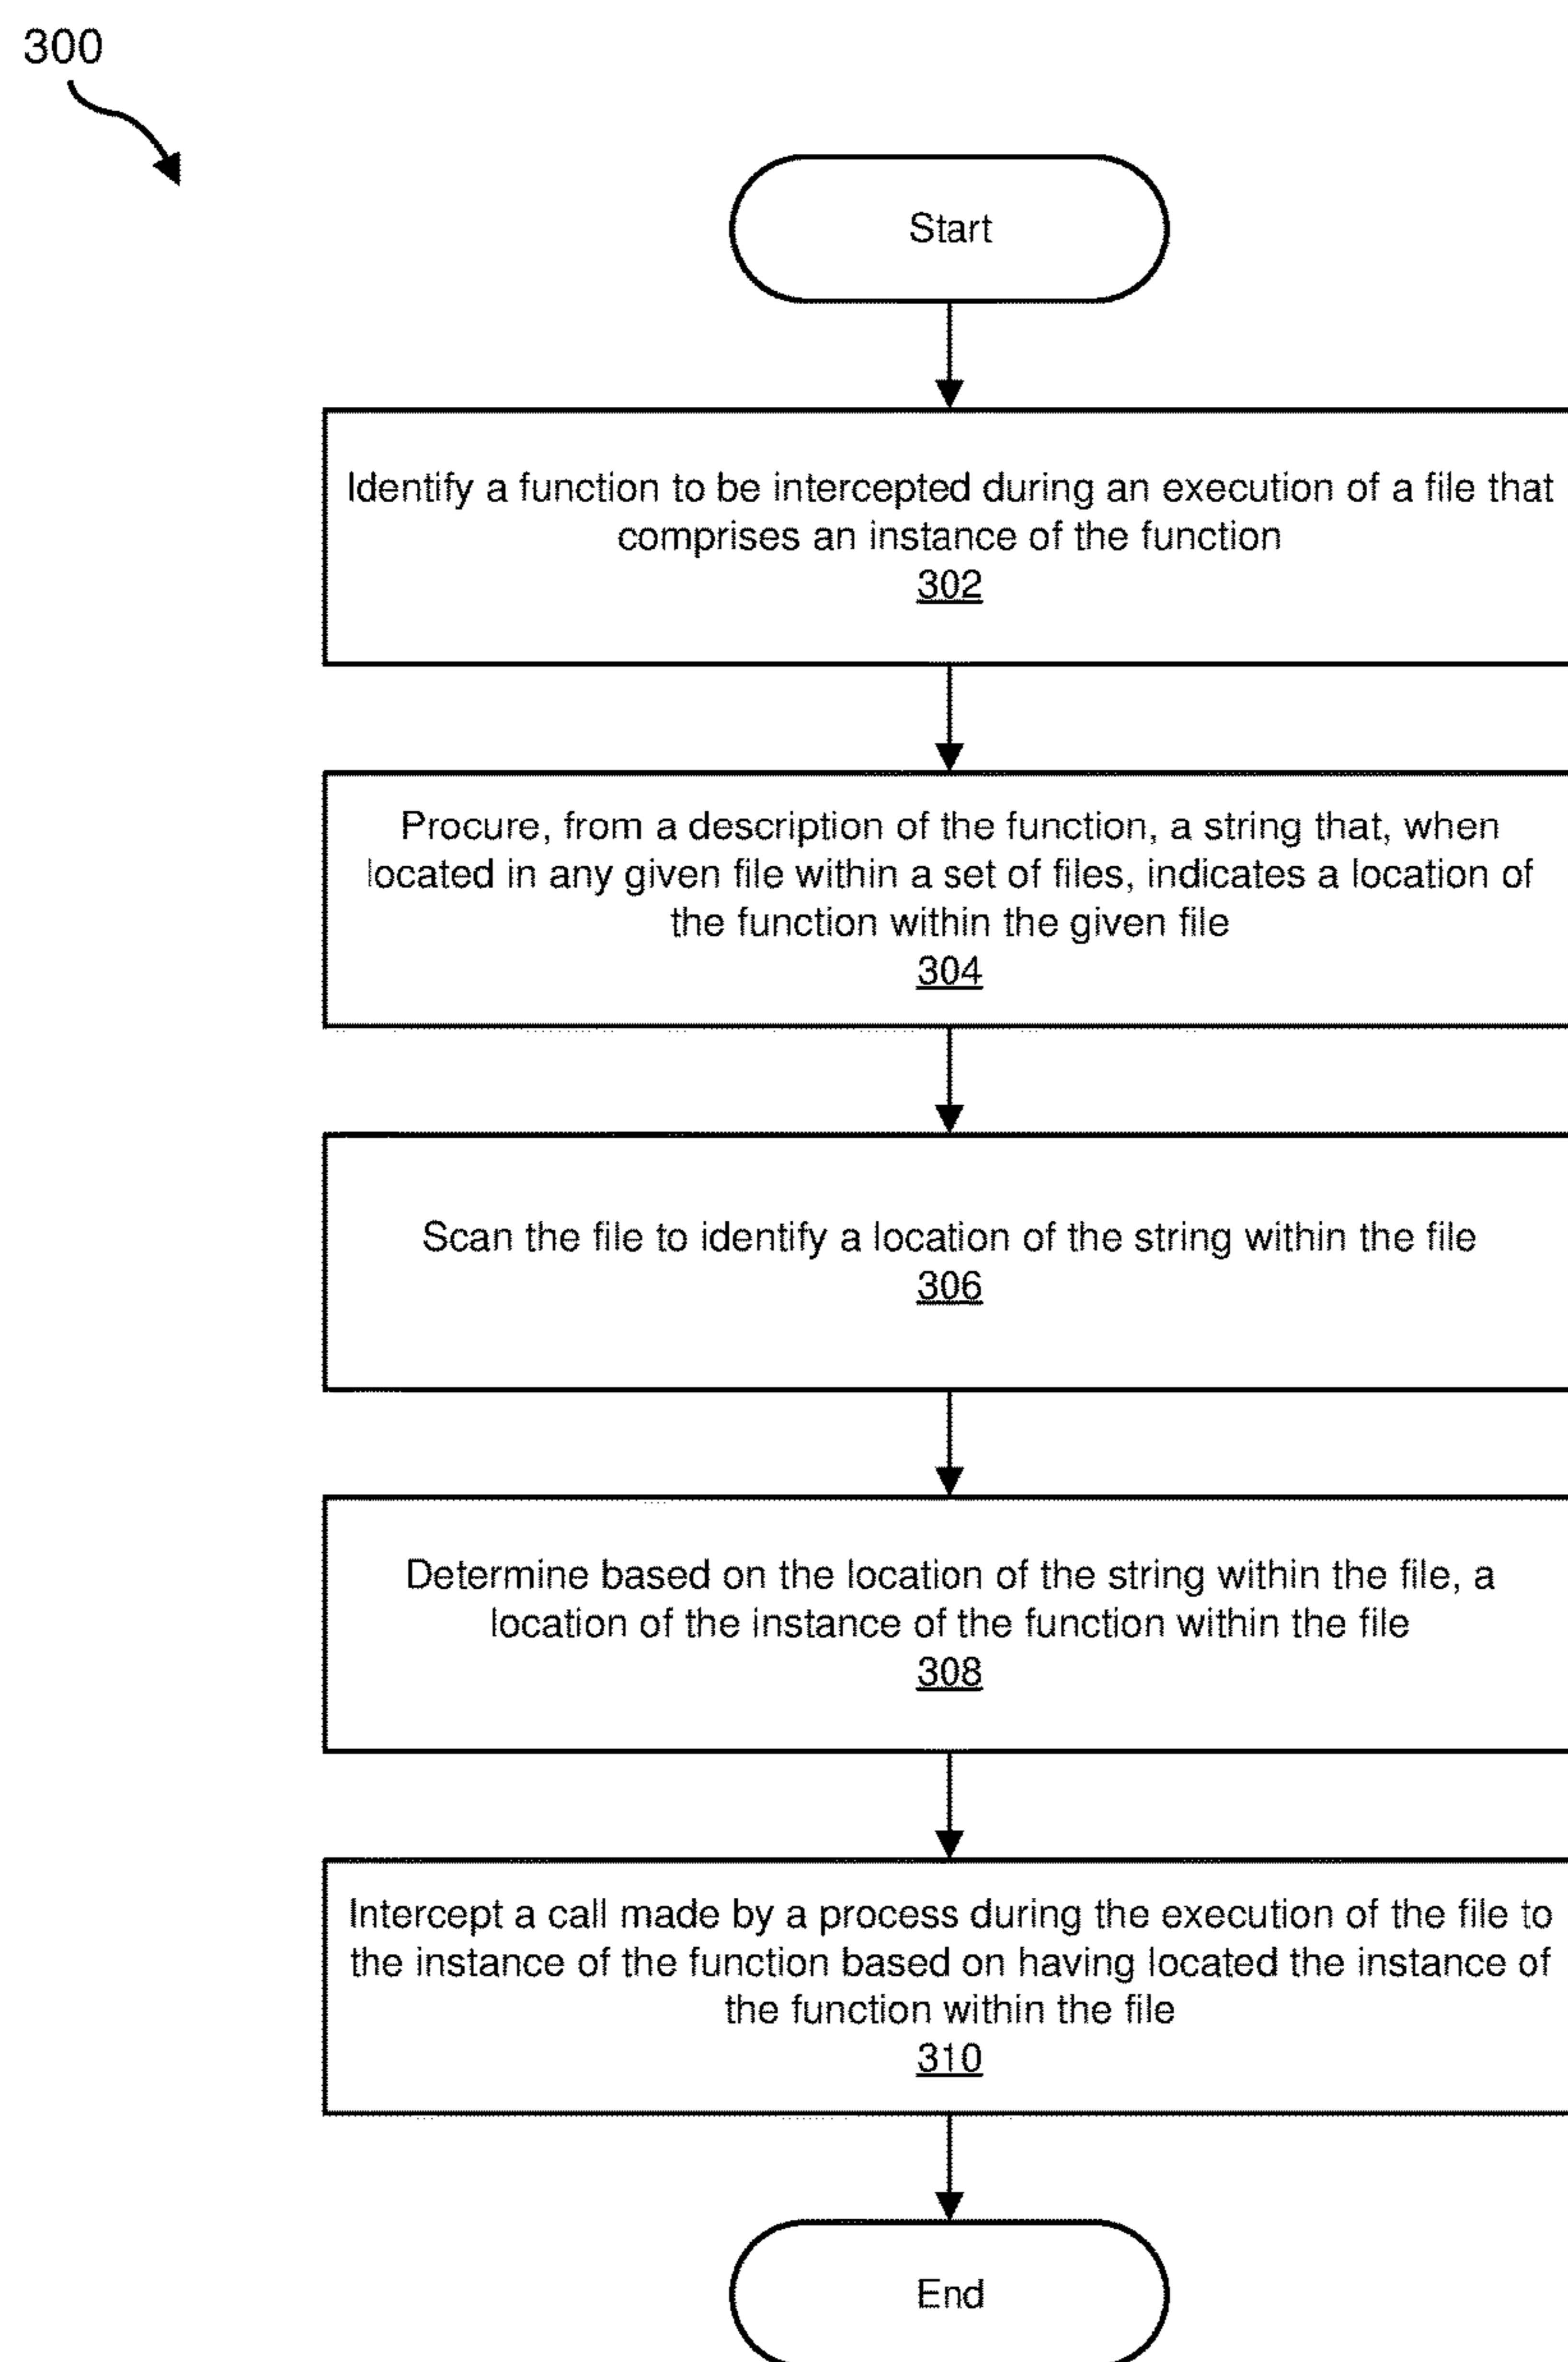 300
Start
Identify a function to be intercepted during an execution of a file that
comprises an instance of the function
302
Procure, from a description of the function, a string that, when
located in any given file within a set of files, indicates a location of
the function within the given file
304
Scan the file to identify a location of the string within the file
306
Determine based on the location of the string within the file, a
location of the instance of the function within the file
308
Intercept a call made by a process during the execution of the file to
the instance of the function based on having located the instance of
the function within the file
310
End